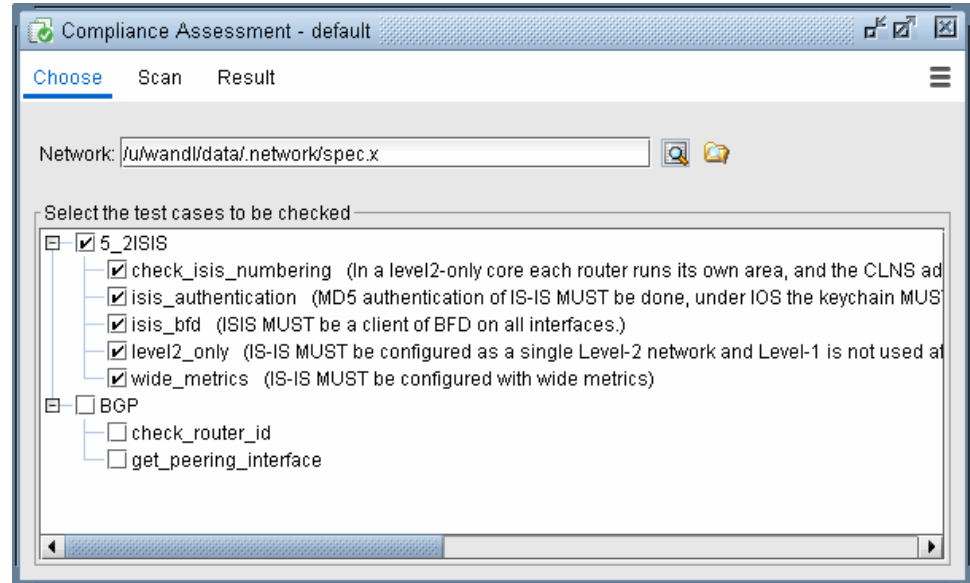 Compliance Assessment - default
Choose Scan Result
Network: /u/wandl/data/.network/spec.x
Select the test cases to be checked
5_2ISIS
check_isis_numbering (In a level2-only core each router runs its own area, and the CLNS ad
isis_authentication (MD5 authentication of IS-IS MUST be done, under IOS the keychain MUS
isis_bfd (ISIS MUST be a client of BFD on all interfaces.)
level2_only (IS-IS MUST be configured as a single Level-2 network and Level-1 is not used at
wide_metrics (IS-IS MUST be configured with wide metrics)
BGP
check_router_id
get_peering_interface